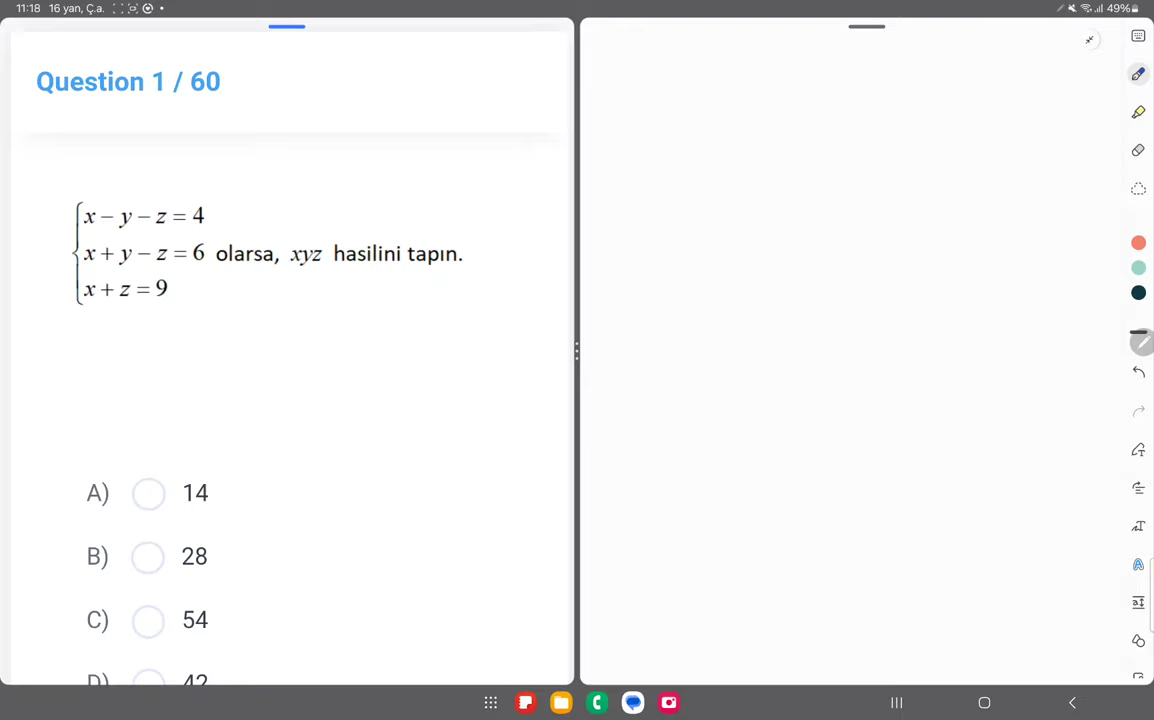 11:18 16 yan, Ç.a.
49%
Question 1 / 60
x − y − z = 4
x + y − z = 6 olarsa, xyz hasilini tapın.
x + z = 9
A) 14
B) 28
C) 54
D) 42